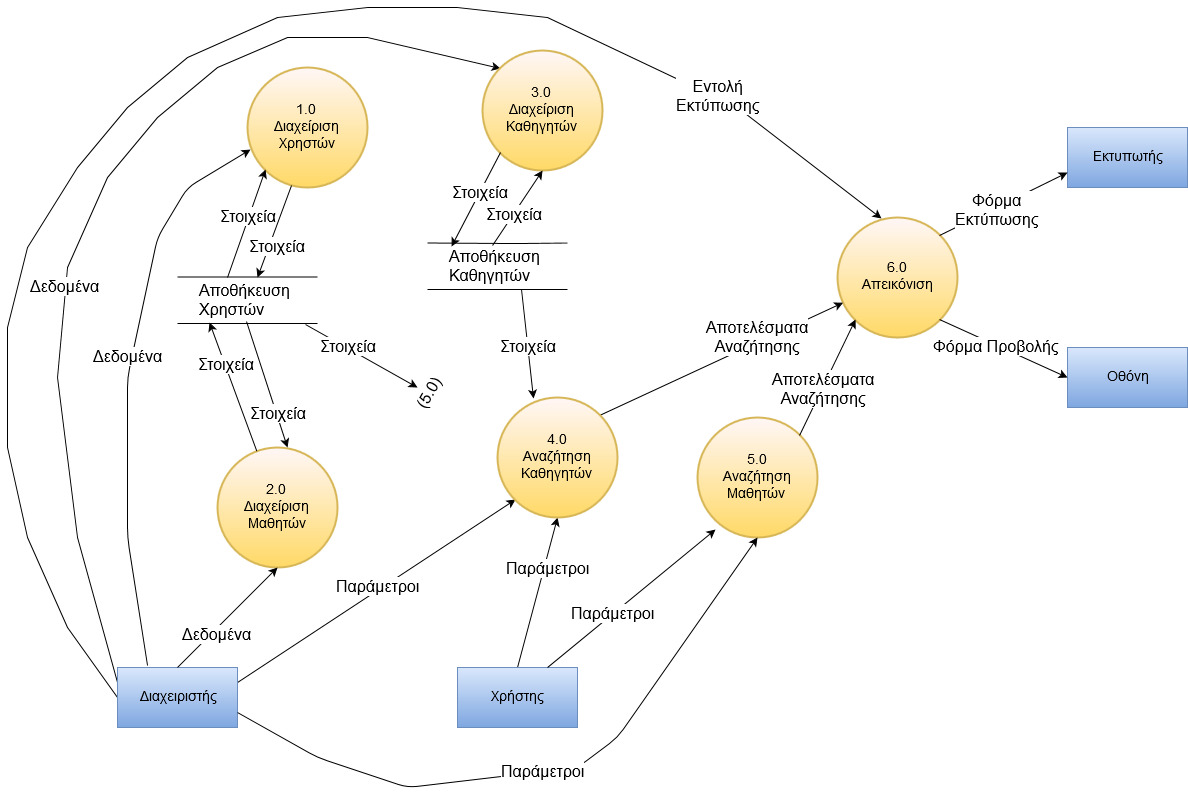 Εντολή
Εκτύπωσης
1.0
Διαχείριση
Χρηστών
3.0
Διαχείριση
Καθηγητών
Εκτυπωτής
Στοιχεία
Στοιχεία
Στοιχεία
Στοιχεία
Φόρμα
Εκτύπωσης
Αποθήκευση
Καθηγητών
6.0
Απεικόνιση
Δεδομένα
Αποθήκευση
Χρηστών
Δεδομένα
Στοιχεία
Στοιχεία
Στοιχεία
Αποτελέσματα
Αναζήτησης
Φόρμα Προβολής
Οθόνη
(5.0)
Στοιχεία
Αποτελέσματα
Αναζήτησης
4.0
Αναζήτηση
Καθηγητών
5.0
Αναζήτηση
Μαθητών
2.0
Διαχείριση
Μαθητών
Παράμετροι
Παράμετροι
Παράμετροι
Δεδομένα
Διαχειριστής
Χρήστης
Παράμετροι